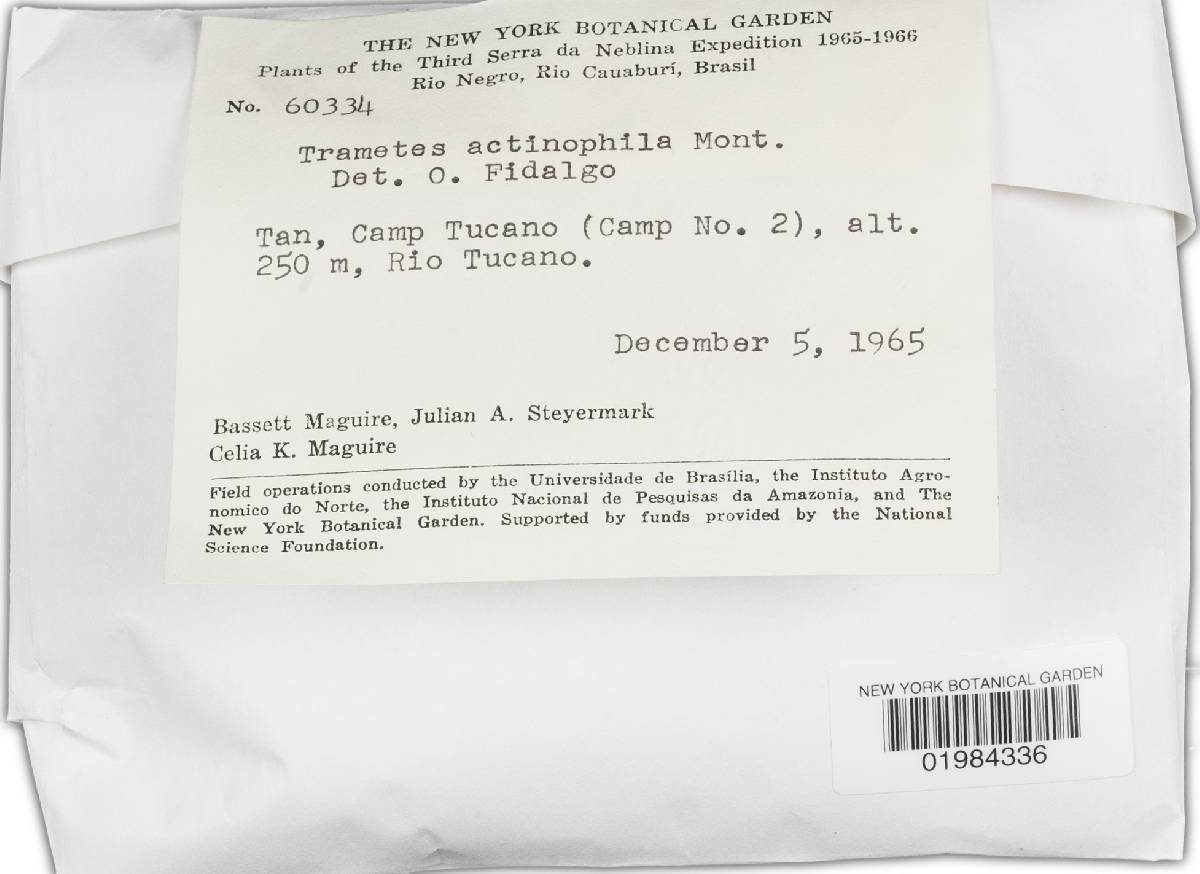 THE NEW YORK BOTANICAL GARDEN
Plants of the Third Serra da Neblina Expedition 1965-1966
Rio Negro, Rio Cauaburí, Brasil
No. 60334
Trametes actinophila Mont.
Det. O. Fidalgo
Tan, Camp Tucano (Camp No. 2), alt.
250 m, Rio Tucano.
December 5, 1965
Bassett Maguire, Julian A. Steyermark
Celia K. Maguire
Field operations conducted by the Universidade de Brasília, the Instituto Agro-
nomico do Norte, the Instituto Nacional de Pesquisas da Amazonia, and The
New York Botanical Garden. Supported by funds provided by the National
Science Foundation.
NEW YORK BOTANICAL GARDEN
01984336